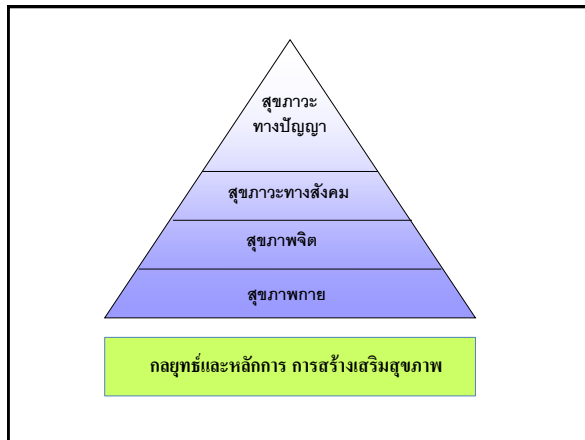 สุขภาวะ
ทางปัญญา
สุขภาวะทางสังคม
สุขภาพจิต
สุขภาพกาย
กลยุทธ์และหลักการ การสร้างเสริมสุขภาพ